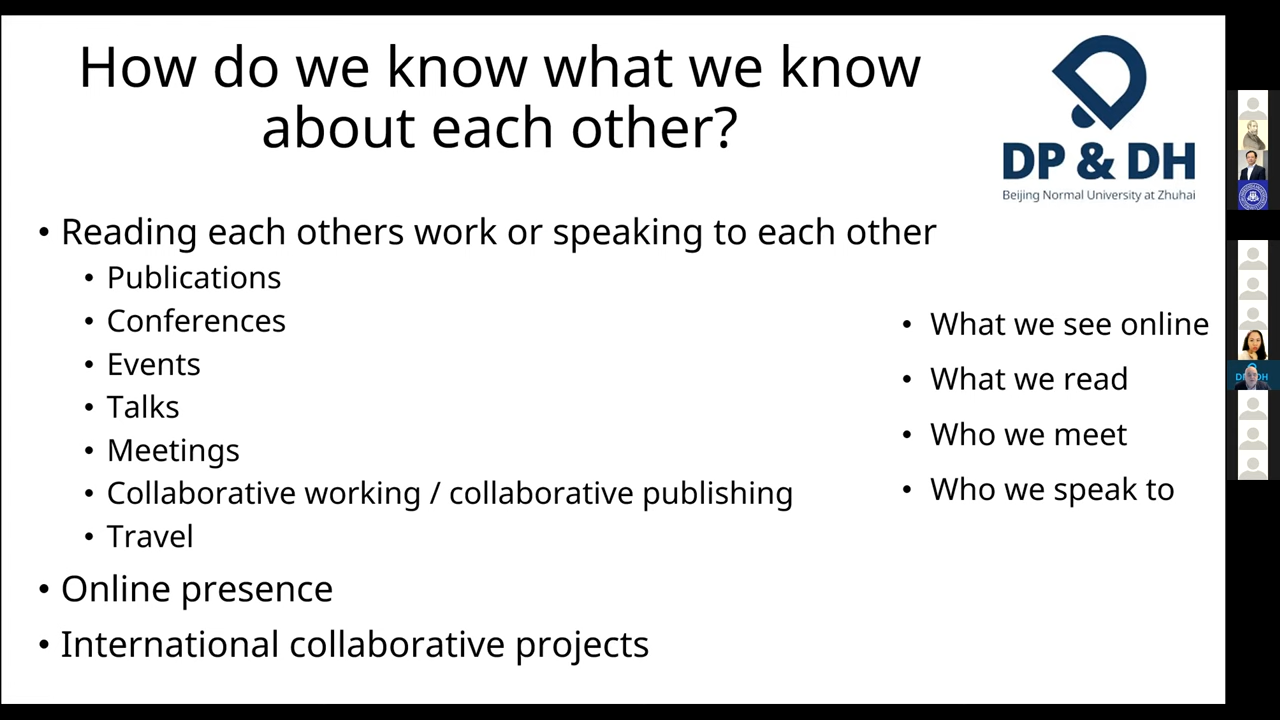 How do we know what we know
about each other?
DP & DH
Beijing Normal University at Zhuhai
• Reading each others work or speaking to each other
• Publications
• Conferences
• Events
• Talks
• Meetings
• Collaborative working / collaborative publishing
• Travel
• Online presence
• International collaborative projects
• What we see online
• What we read
• Who we meet
• Who we speak to